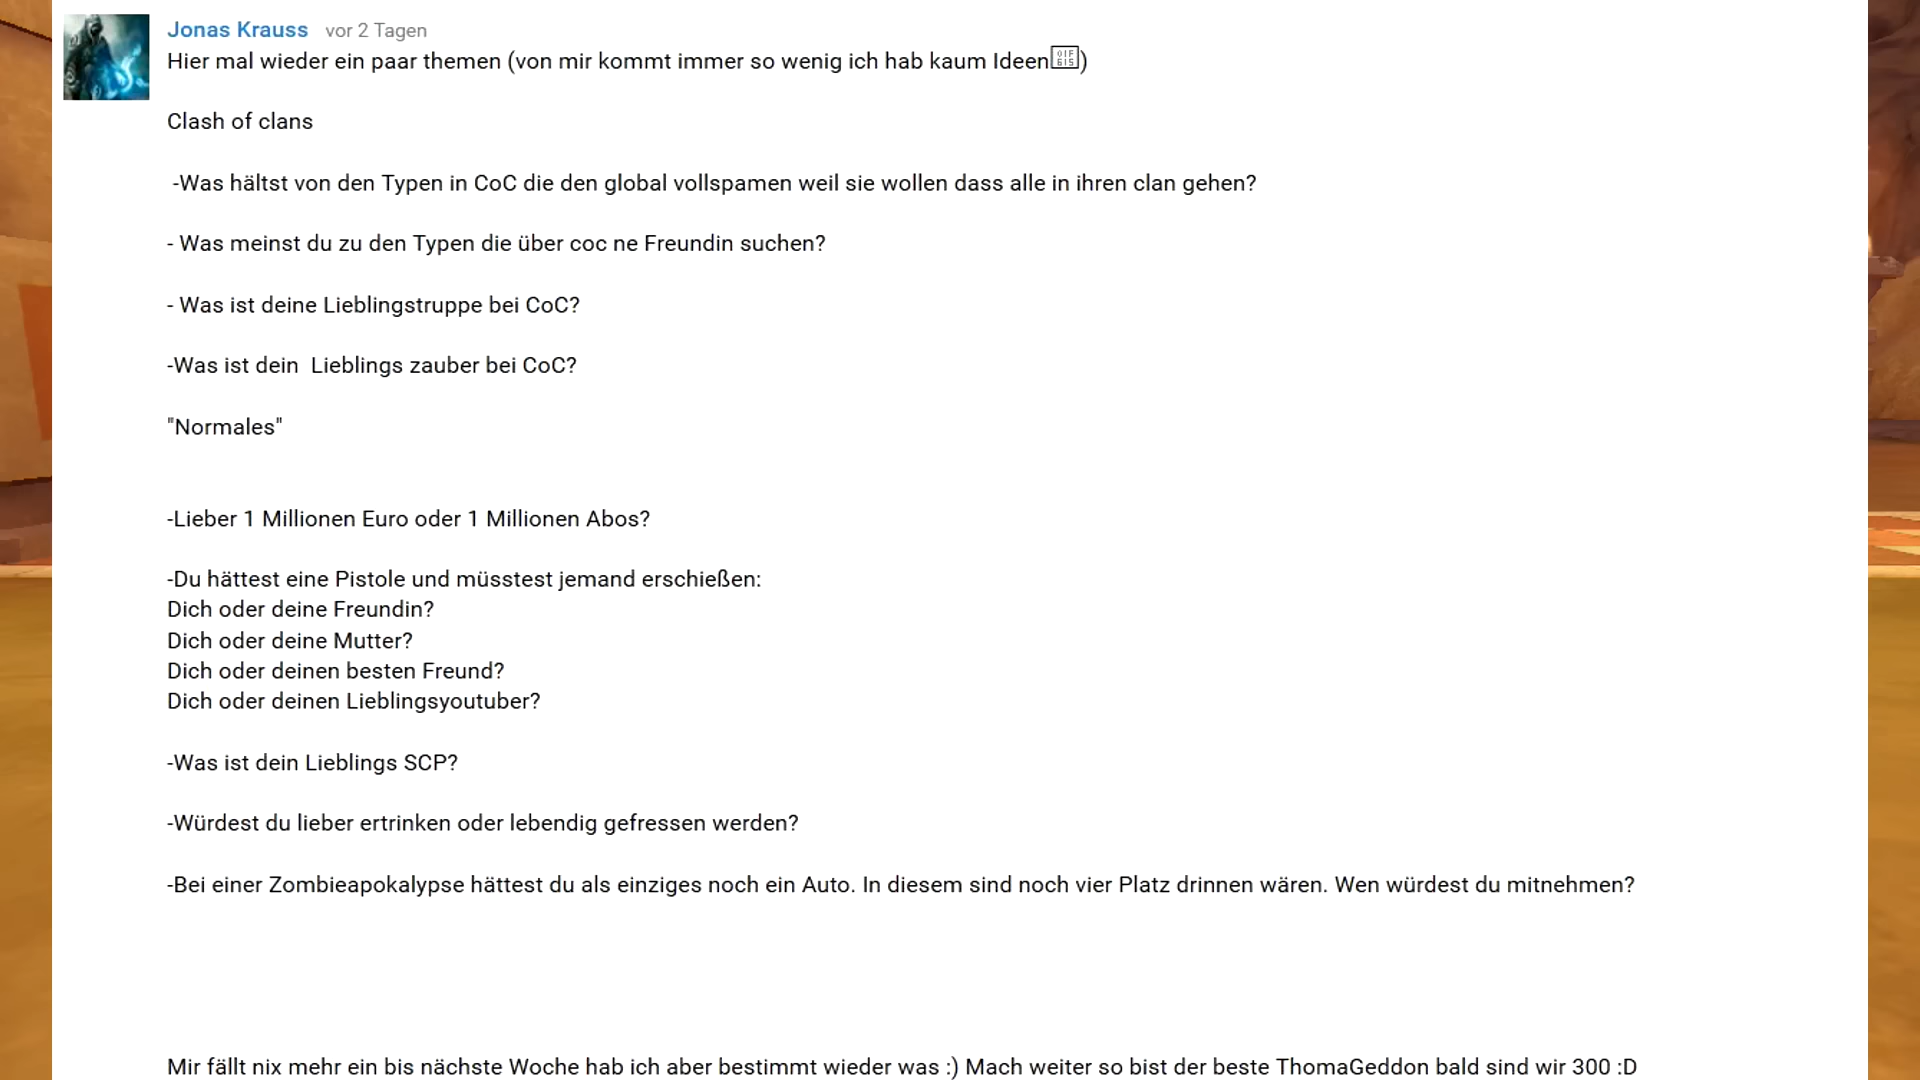 Jonas Krauss vor 2 Tagen
Hier mal wieder ein paar themen (von mir kommt immer so wenig ich hab kaum Ideen)
Clash of clans
-Was hältst von den Typen in CoC die den global vollspamen weil sie wollen dass alle in ihren clan gehen?
- Was meinst du zu den Typen die über coc ne Freundin suchen?
- Was ist deine Lieblingstruppe bei CoC?
-Was ist dein  Lieblings zauber bei CoC?
"Normales"
-Lieber 1 Millionen Euro oder 1 Millionen Abos?
-Du hättest eine Pistole und müsstest jemand erschießen:
Dich oder deine Freundin?
Dich oder deine Mutter?
Dich oder deinen besten Freund?
Dich oder deinen Lieblingsyoutuber?
-Was ist dein Lieblings SCP?
-Würdest du lieber ertrinken oder lebendig gefressen werden?
-Bei einer Zombieapokalypse hättest du als einziges noch ein Auto. In diesem sind noch vier Platz drinnen wären. Wen würdest du mitnehmen?
Mir fällt nix mehr ein bis nächste Woche hab ich aber bestimmt wieder was :) Mach weiter so bist der beste ThomaGeddon bald sind wir 300 :D